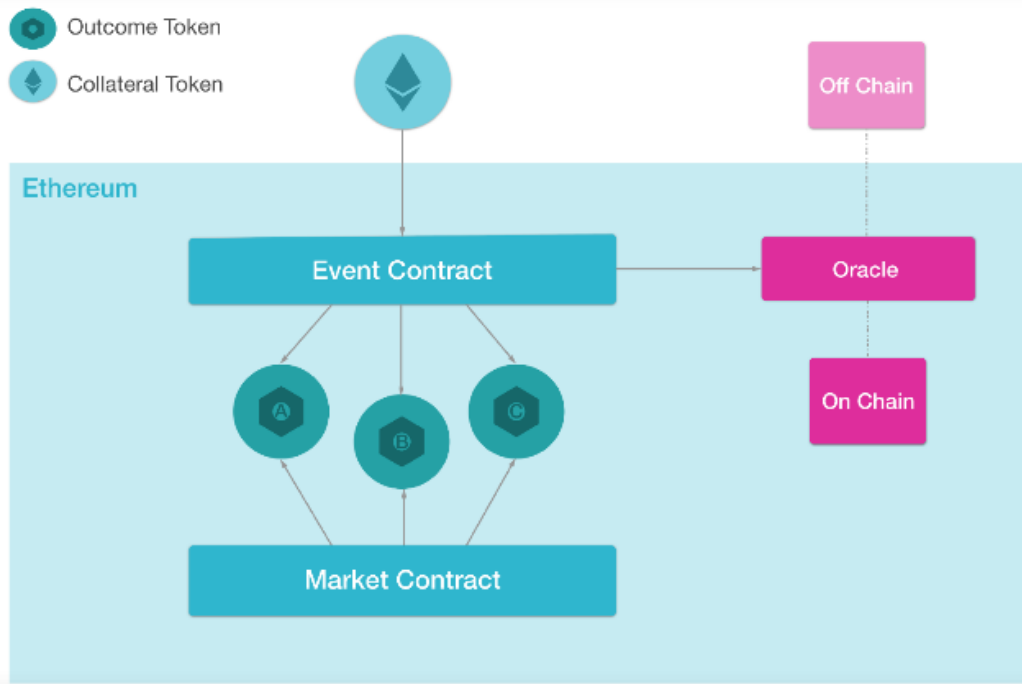 Outcome Token
Collateral Token
Off Chain
Ethereum
Event Contract
Oracle
A
B
C
On Chain
Market Contract